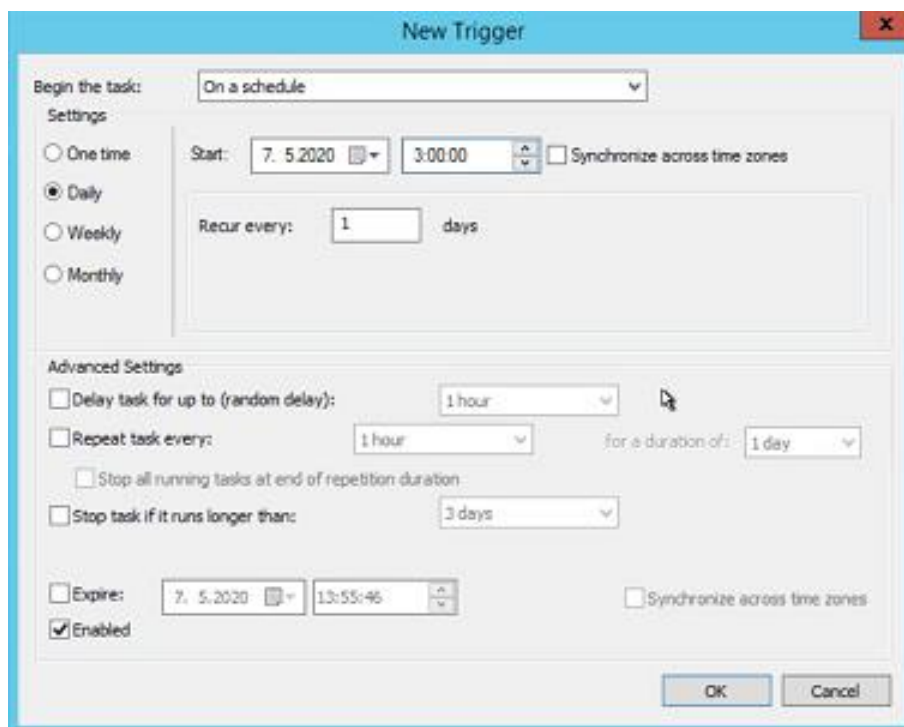 New Trigger
x
Begin the task: On a schedule
Settings
One time
Start: 7. 5.2020 3:00:00 Synchronize across time zones
Daily
Recur every: 1 days
Weekly
Monthly
Advanced Settings
Delay task for up to (random delay): 1 hour
Repeat task every: 1 hour for a duration of: 1 day
Stop all running tasks at end of repetition duration
Stop task if it runs longer than: 3 days
Expire: 7. 5.2020 13:55:46 Synchronize across time zones
Enabled
OK Cancel